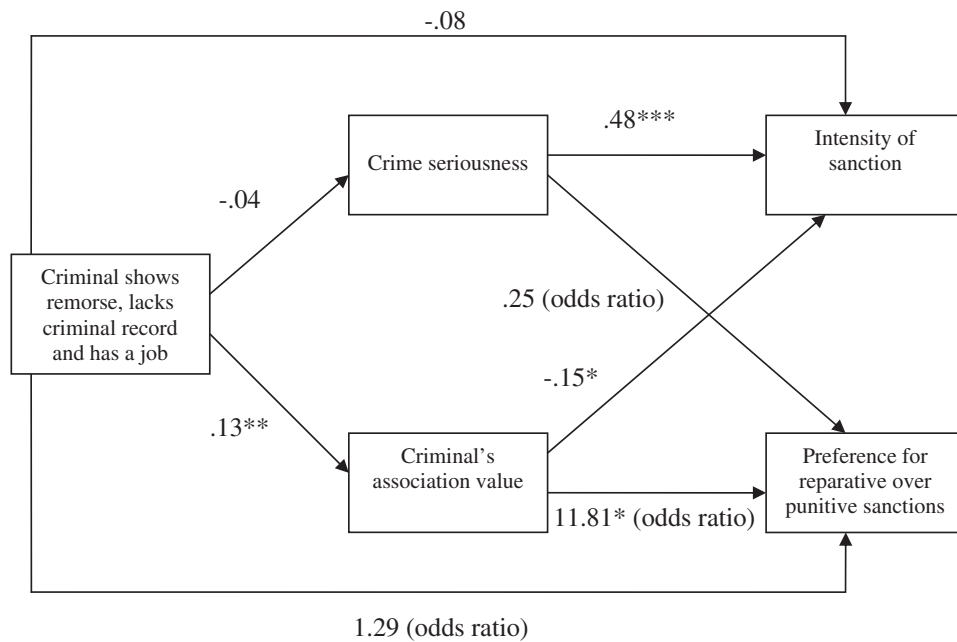 -.08
.48***
Intensity of
sanction
Crime seriousness
-.04
Criminal shows
remorse, lacks
criminal record
and has a job
.25 (odds ratio)
-.15*
.13**
Criminal’s
association value
Preference for
reparative over
punitive sanctions
11.81* (odds ratio)
1.29 (odds ratio)